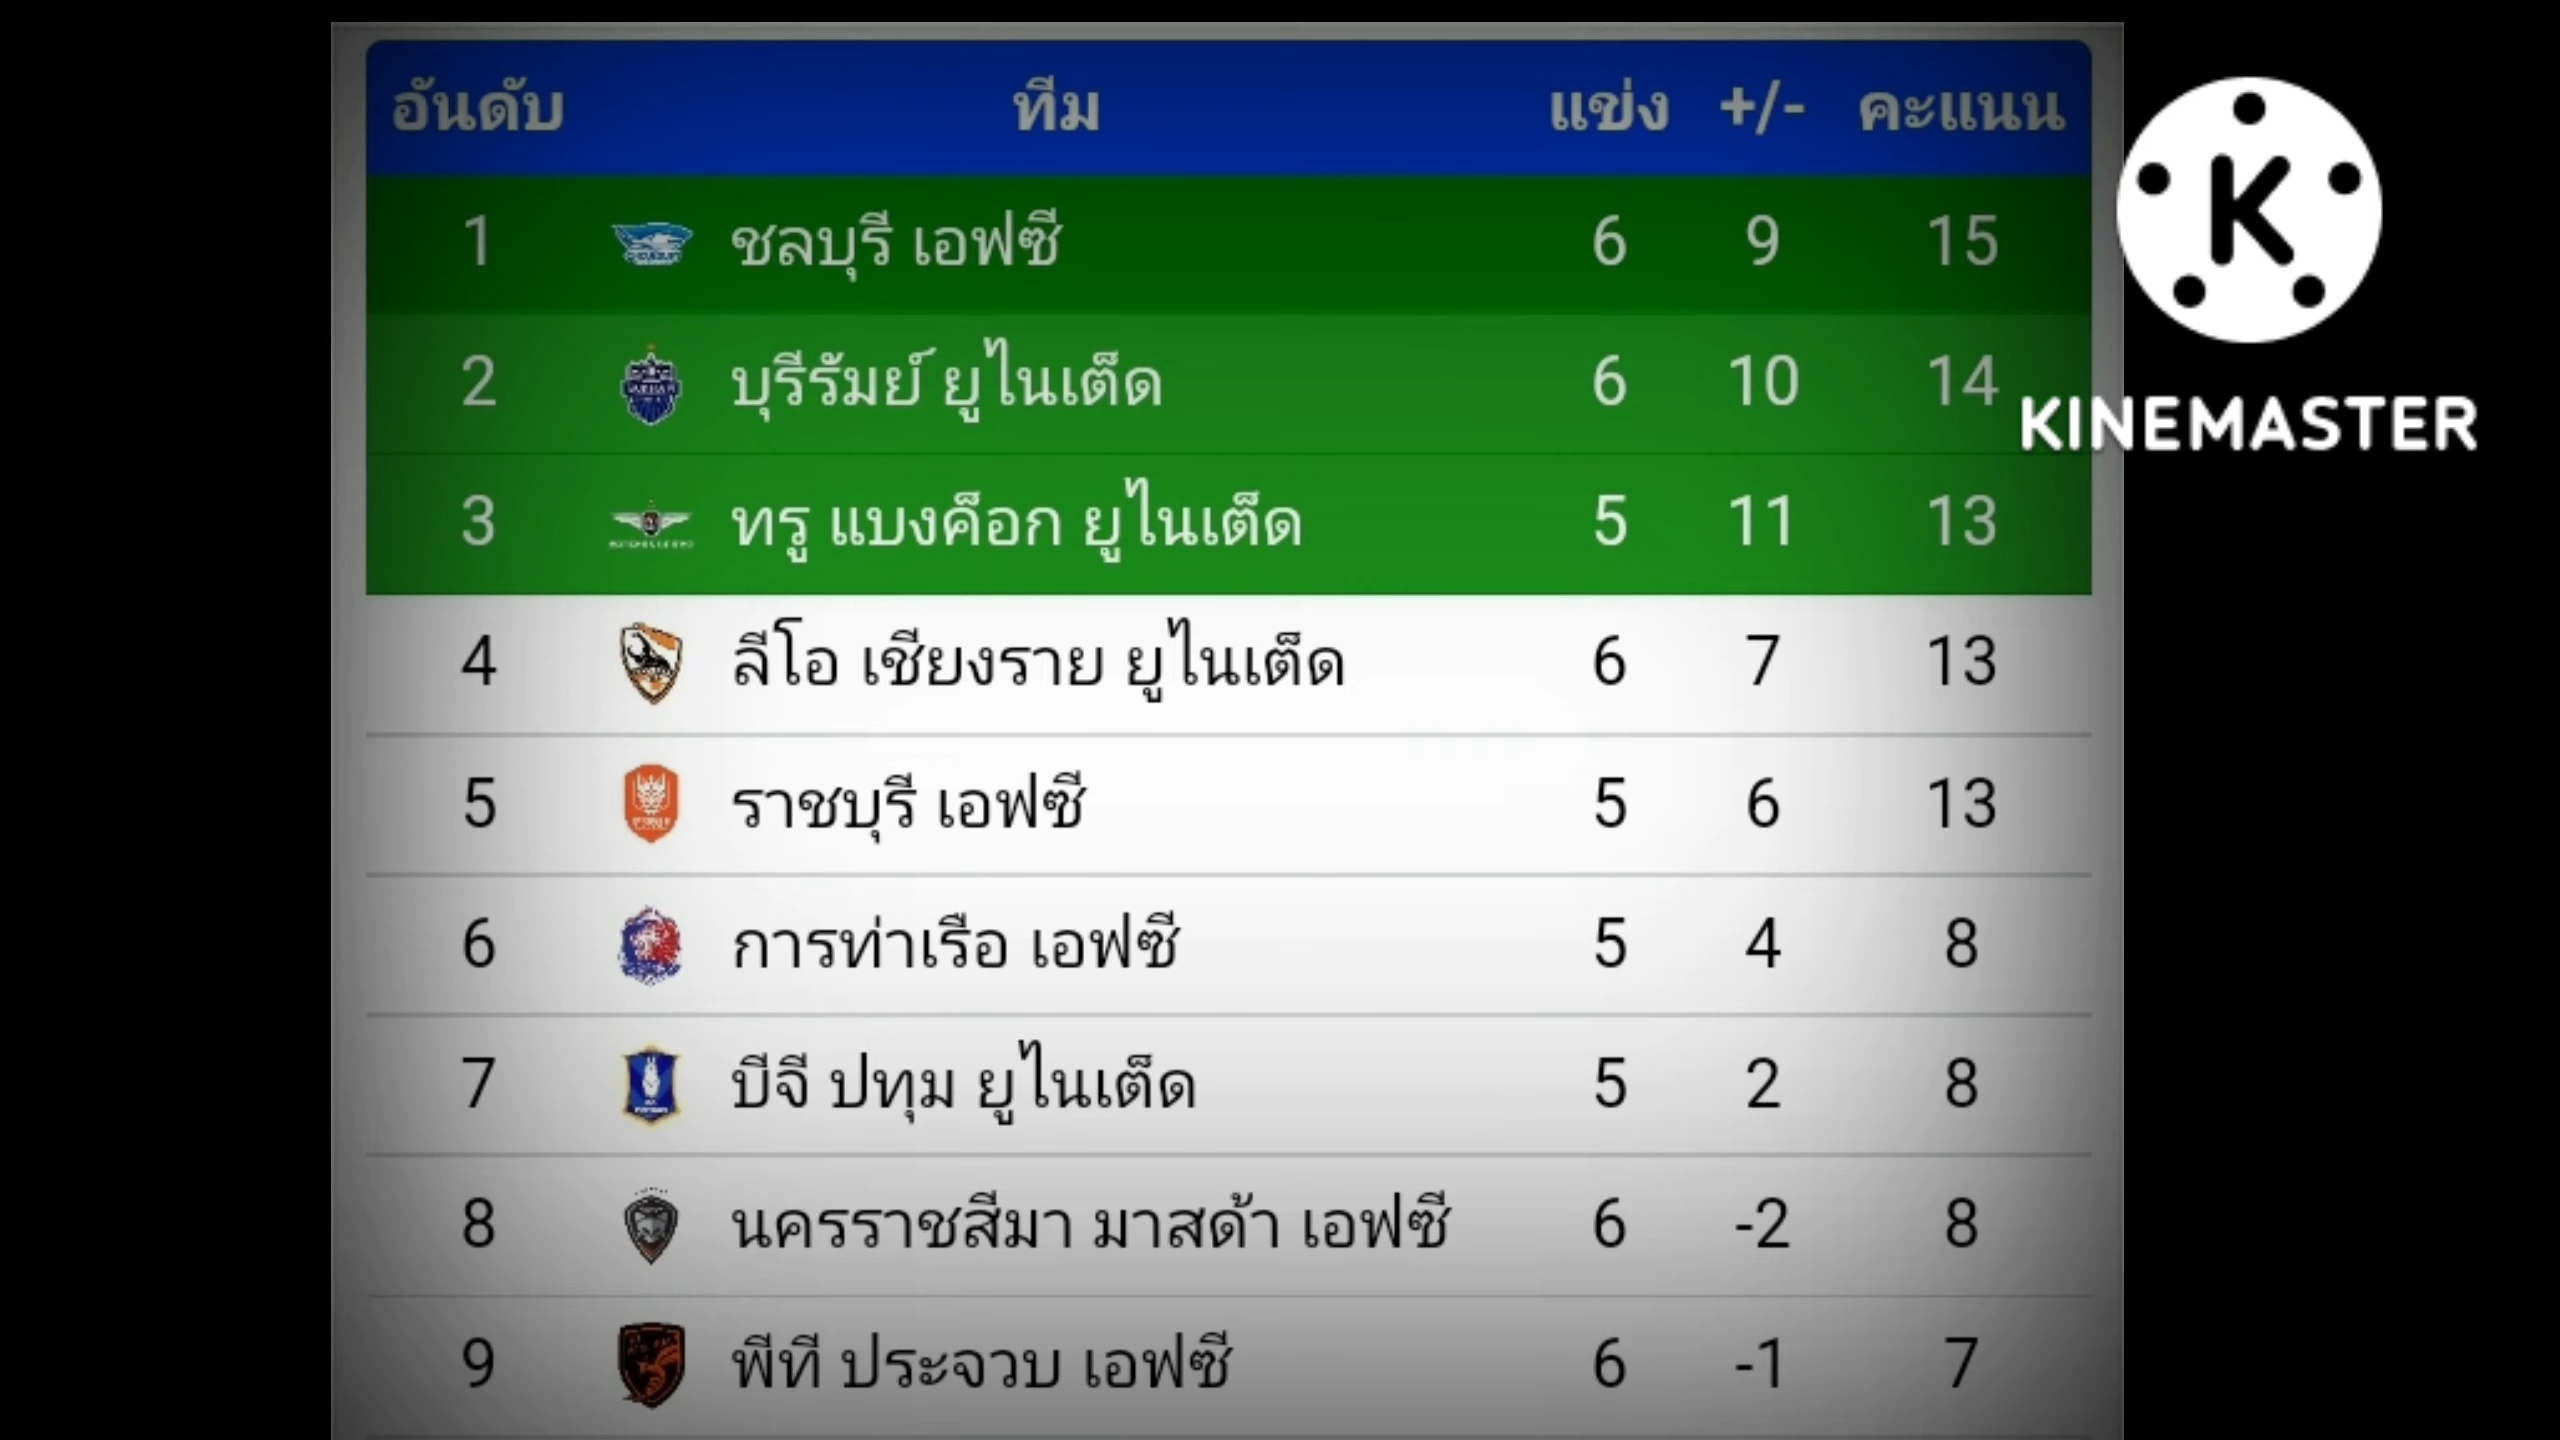 อันดับ ทีม แข่ง +/- คะแนน
1 ชลบุรี เอฟซี 6 9 15
2 บุรีรัมย์ ยูไนเต็ด 6 10 14
3 ทรู แบงค็อก ยูไนเต็ด 5 11 13
4 ลีโอ เชียงราย ยูไนเต็ด 6 7 13
5 ราชบุรี เอฟซี 5 6 13
6 การท่าเรือ เอฟซี 5 4 8
7 บีจี ปทุม ยูไนเต็ด 5 2 8
8 นครราชสีมา มาสด้า เอฟซี 6 -2 8
9 พีที ประจวบ เอฟซี 6 -1 7
K
KINEMASTER